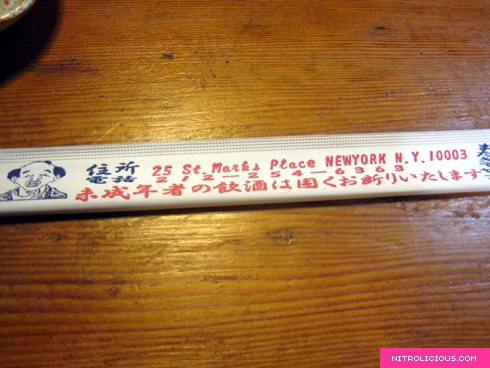 住所 25 St. Marks Place NEWYORK N.Y. 10003
電話 212-254-6363
未成年者の飲酒は固くお断りいたします
NITROLICIOUS.COM